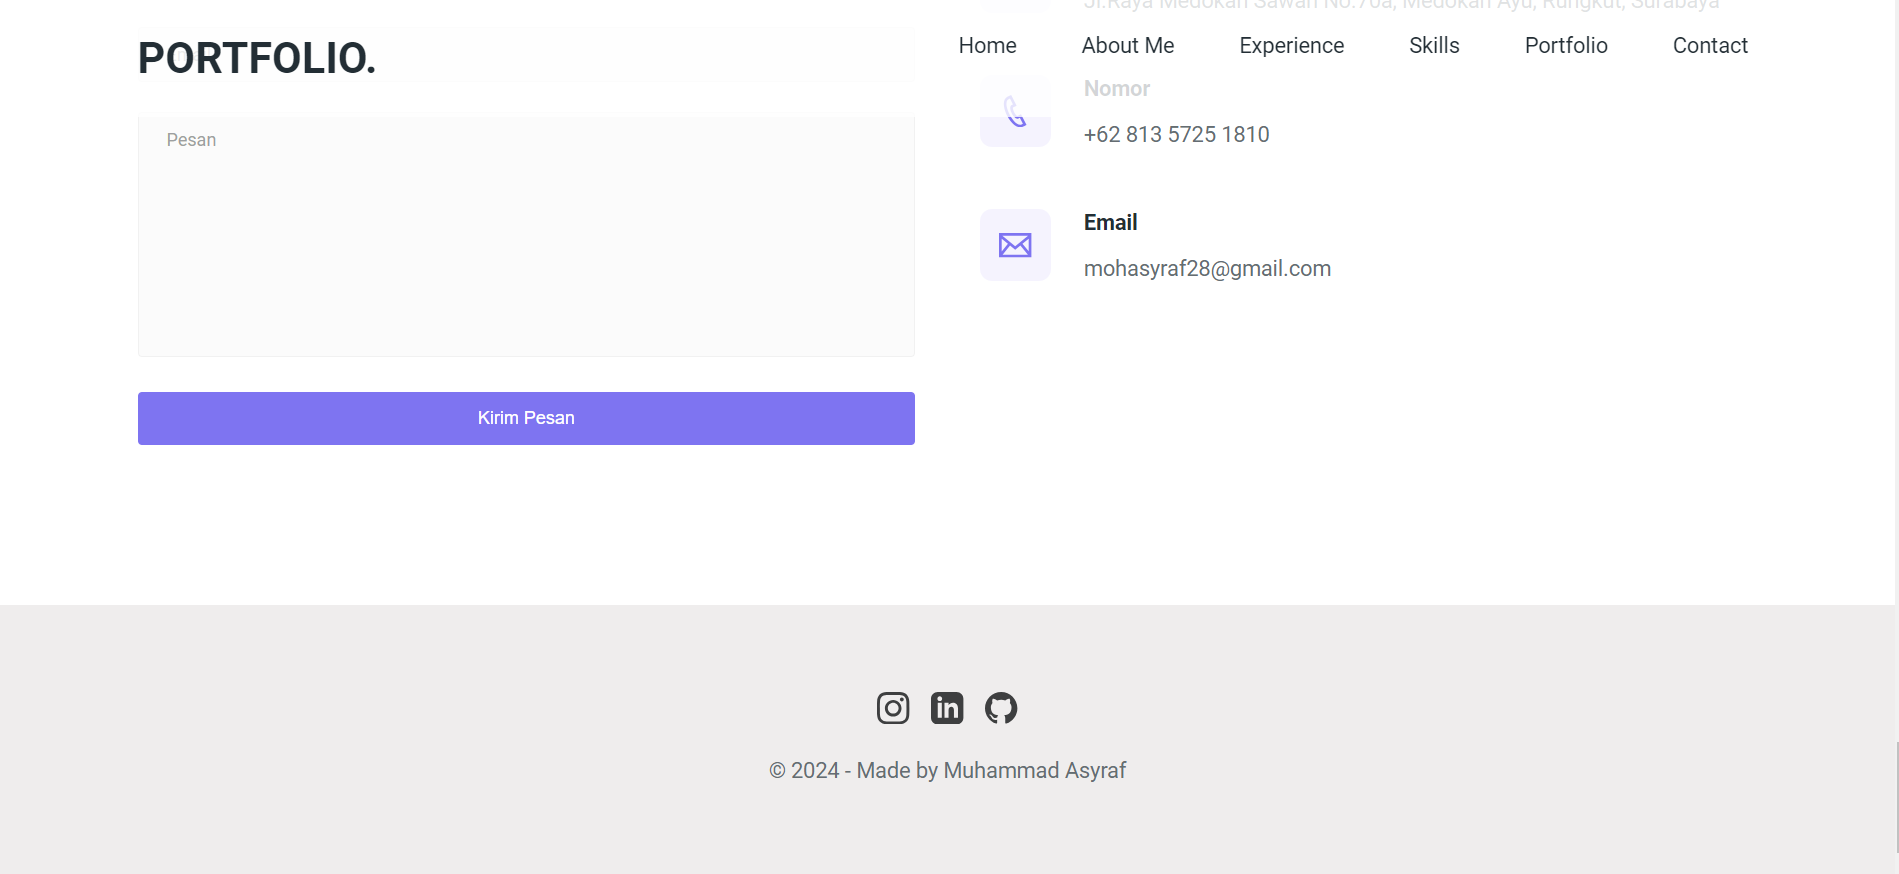 Jl.Raya Medokan Sawah No.70a, Medokan Ayu, Rungkut, Surabaya
PORTFOLIO.
Home
About Me
Experience
Skills
Portfolio
Contact
Nomor
+62 813 5725 1810
Pesan
Email
mohasyraf28@gmail.com
Kirim Pesan
© 2024 - Made by Muhammad Asyraf